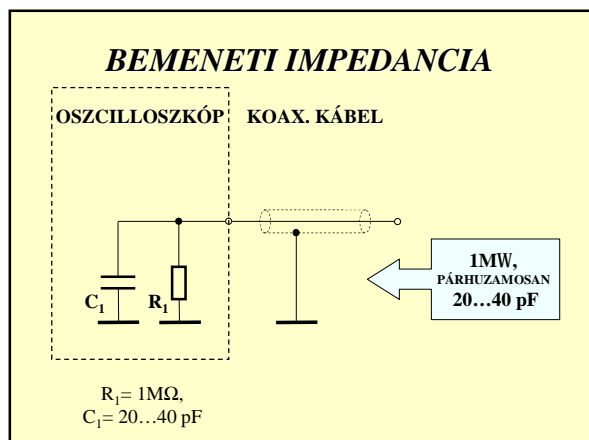 BEMENETI IMPEDANCIA
OSZCILLOSZKÓP KOAX. KÁBEL
C₁ R₁
1MW,
PÁRHUZAMOSAN
20…40 pF
R₁= 1MΩ,
C₁= 20…40 pF